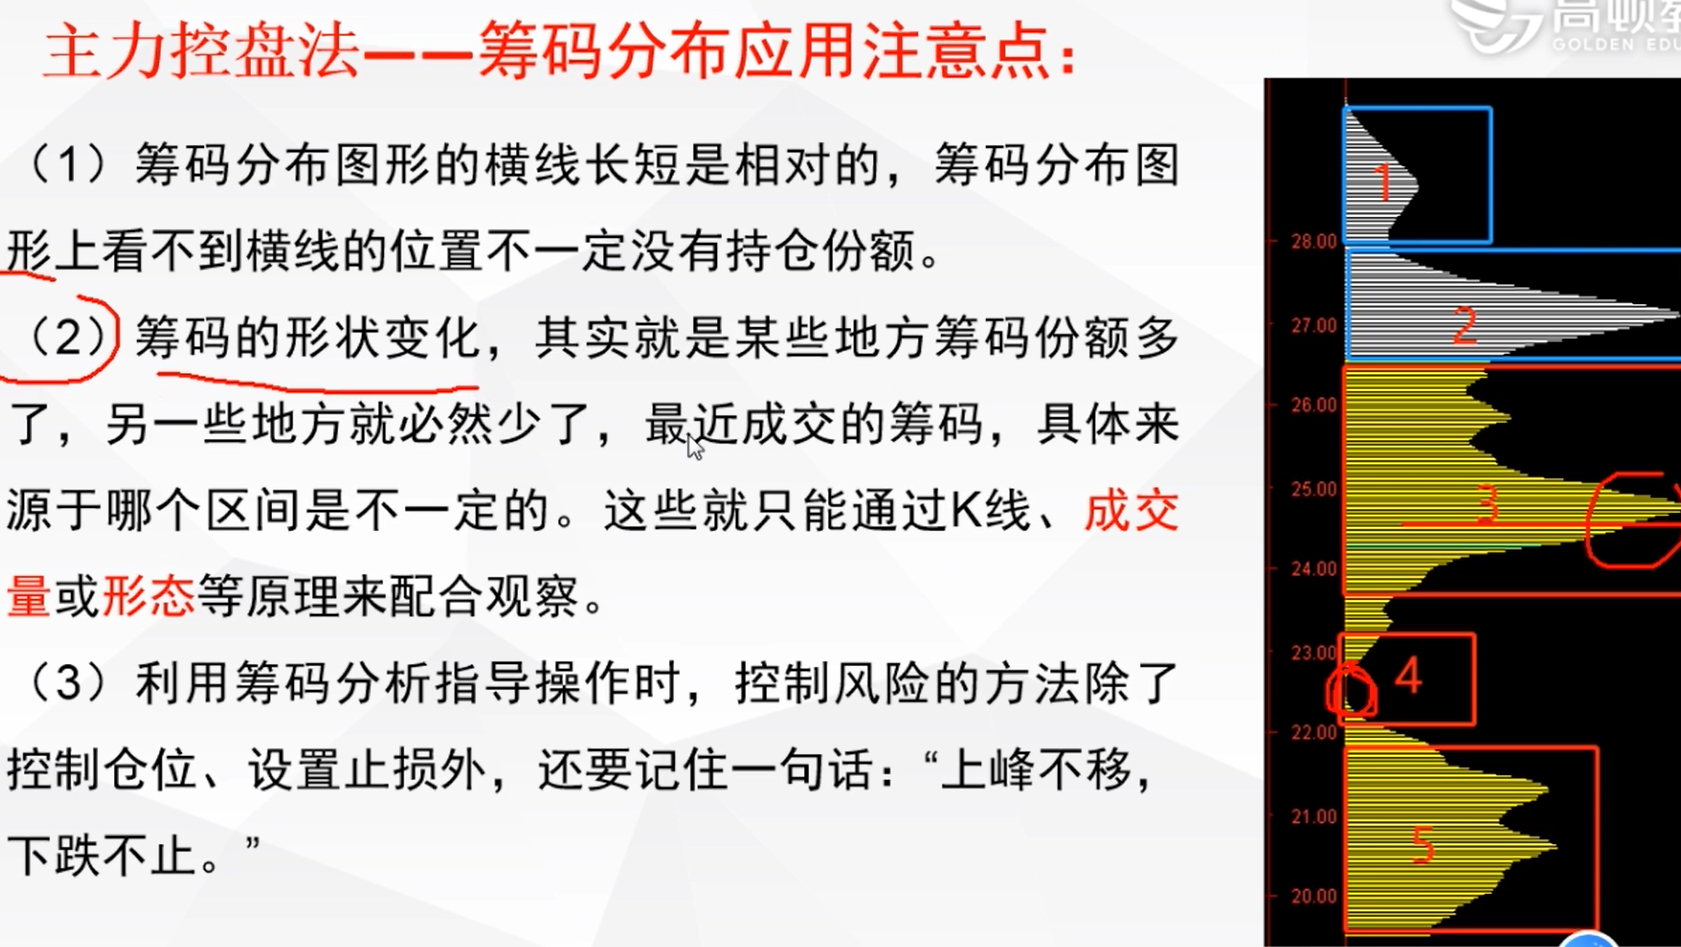 主力控盘法——筹码分布应用注意点：
（1）筹码分布图形的横线长短是相对的，筹码分布图
形上看不到横线的位置不一定没有持仓份额。
（2）筹码的形状变化，其实就是某些地方筹码份额多
了，另一些地方就必然少了，最近成交的筹码，具体来
源于哪个区间是不一定的。这些就只能通过K线、成交
量或形态等原理来配合观察。
（3）利用筹码分析指导操作时，控制风险的方法除了
控制仓位、设置止损外，还要记住一句话：“上峰不移，
下跌不止。”
高顿
GOLDEN EDU
1
28.00
2
27.00
26.00
25.00
3
24.00
23.00
4
22.00
21.00
5
20.00